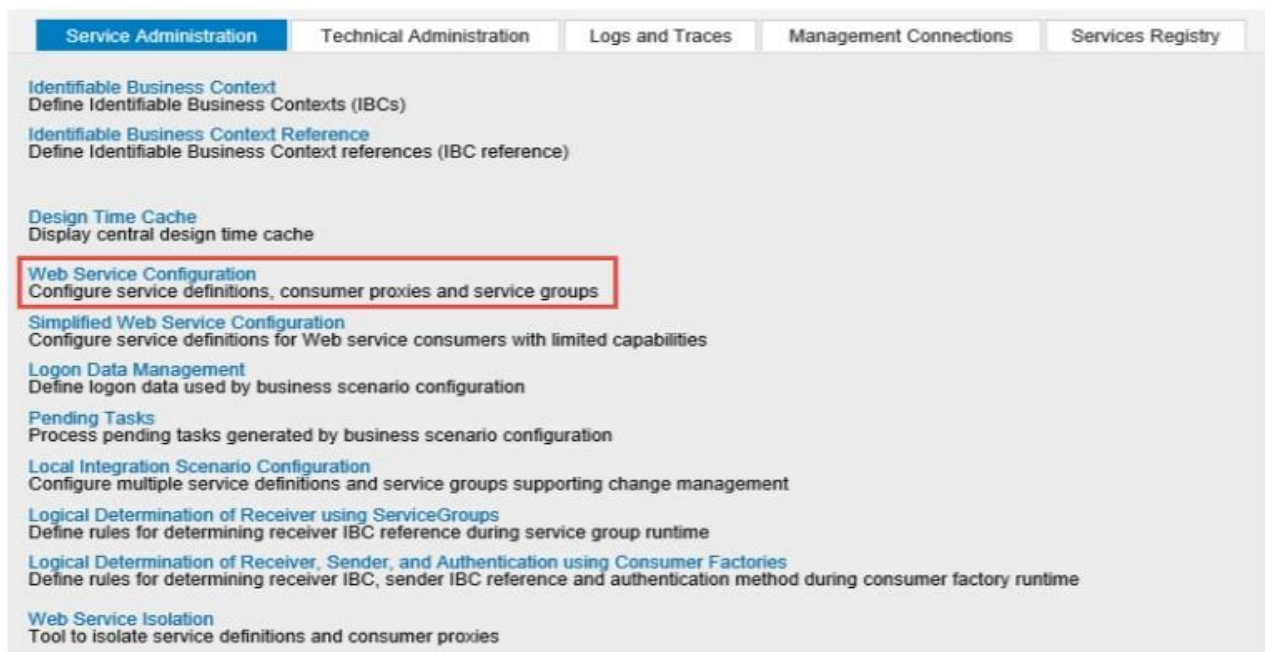 Service Administration Technical Administration Logs and Traces Management Connections Services Registry
Identifiable Business Context
Define Identifiable Business Contexts (IBCs)
Identifiable Business Context Reference
Define Identifiable Business Context references (IBC reference)
Design Time Cache
Display central design time cache
Web Service Configuration
Configure service definitions, consumer proxies and service groups
Simplified Web Service Configuration
Configure service definitions for Web service consumers with limited capabilities
Logon Data Management
Define logon data used by business scenario configuration
Pending Tasks
Process pending tasks generated by business scenario configuration
Local Integration Scenario Configuration
Configure multiple service definitions and service groups supporting change management
Logical Determination of Receiver using ServiceGroups
Define rules for determining receiver IBC reference during service group runtime
Logical Determination of Receiver, Sender, and Authentication using Consumer Factories
Define rules for determining receiver IBC, sender IBC reference and authentication method during consumer factory runtime
Web Service Isolation
Tool to isolate service definitions and consumer proxies